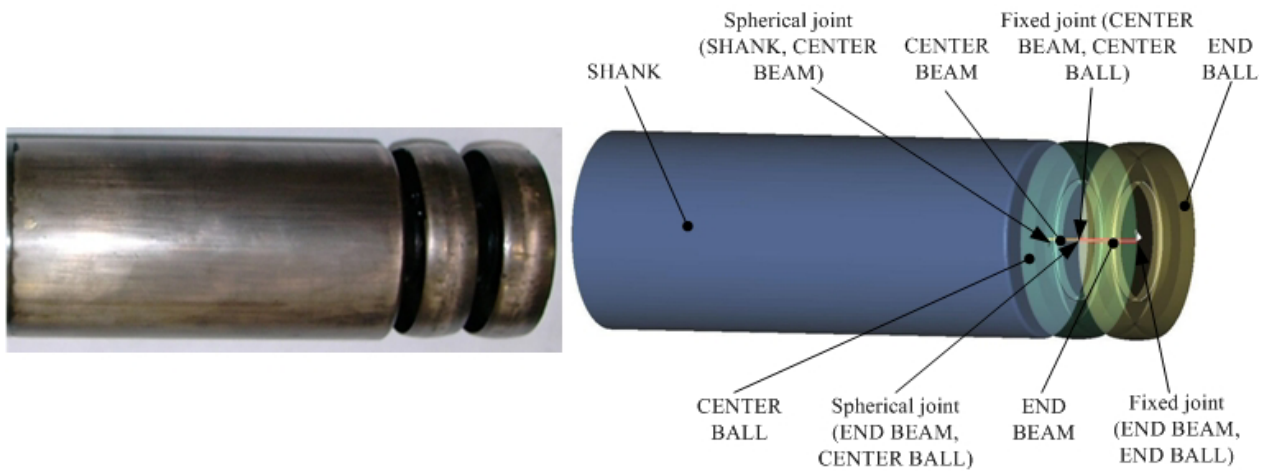 Spherical joint
(SHANK, CENTER
BEAM)
CENTER
BEAM
Fixed joint (CENTER
BEAM, CENTER
BALL)
END
BALL
SHANK
CENTER
BALL
Spherical joint
(END BEAM,
CENTER BALL)
END
BEAM
Fixed joint
(END BEAM,
END BALL)